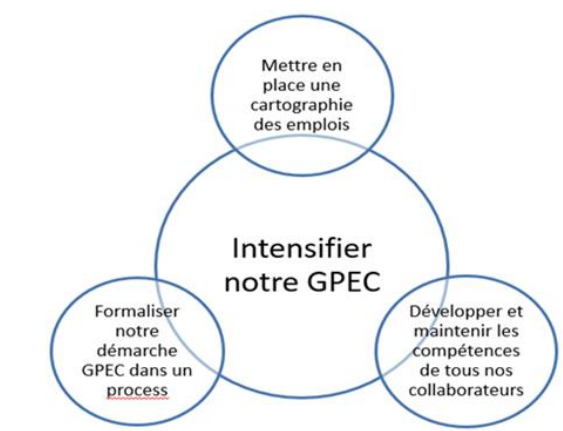 Mettre en
place une
cartographie
des emplois
Intensifier
notre GPEC
Formaliser
notre
démarche
GPEC dans un
process
Développer et
maintenir les
compétences
de tous nos
collaborateurs